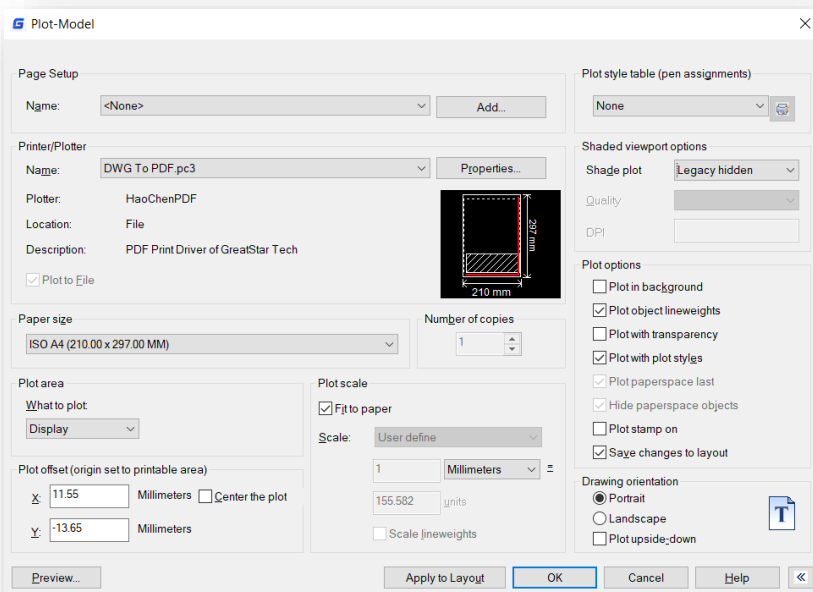 Plot-Model
Page Setup
Name: <None> Add...
Printer/Plotter
Name: DWG To PDF.pc3 Properties...
Plotter: HaoChenPDF
Location: File
Description: PDF Print Driver of GreatStar Tech
Plot to File
297 mm
210 mm
Paper size
ISO A4 (210.00 x 297.00 MM)
Number of copies
1
Plot area
What to plot:
Display
Plot scale
Fit to paper
Scale: User define
1 Millimeters =
155.582 units
Scale lineweights
Plot offset (origin set to printable area)
X: 11.55 Millimeters Center the plot
Y: -13.65 Millimeters
Plot style table (pen assignments)
None
Shaded viewport options
Shade plot Legacy hidden
Quality
DPI
Plot options
Plot in background
Plot object lineweights
Plot with transparency
Plot with plot styles
Plot paperspace last
Hide paperspace objects
Plot stamp on
Save changes to layout
Drawing orientation
Portrait
Landscape
Plot upside-down
T
Preview... Apply to Layout OK Cancel Help «